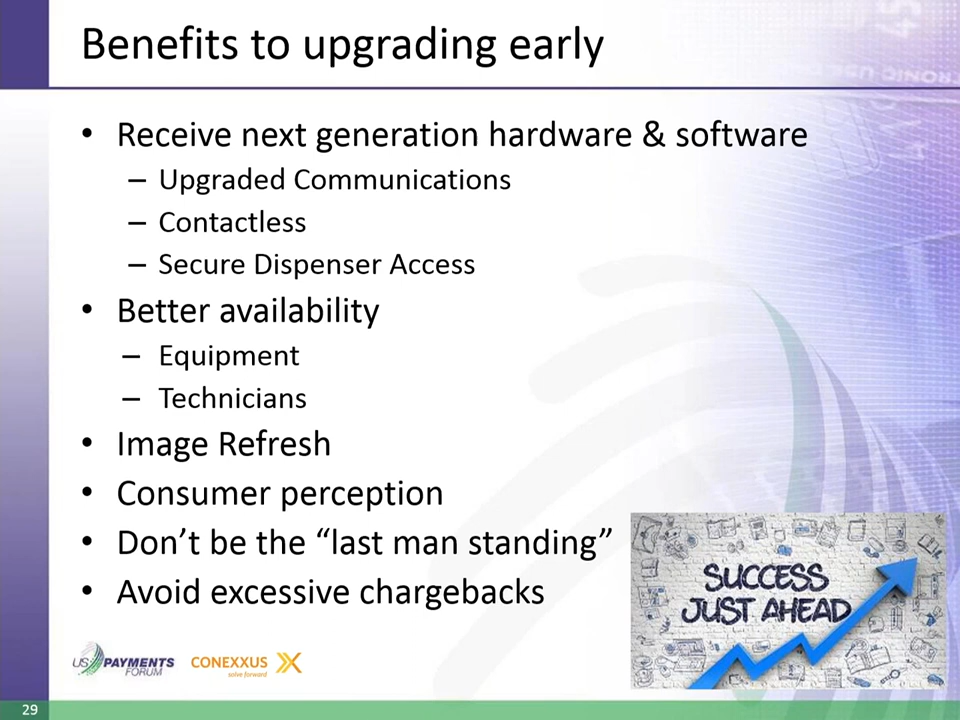 Benefits to upgrading early
• Receive next generation hardware & software
– Upgraded Communications
– Contactless
– Secure Dispenser Access
• Better availability
– Equipment
– Technicians
• Image Refresh
• Consumer perception
• Don’t be the “last man standing”
• Avoid excessive chargebacks
SUCCESS
JUST AHEAD
US PAYMENTS
FORUM
CONEXXUS
solve forward
29